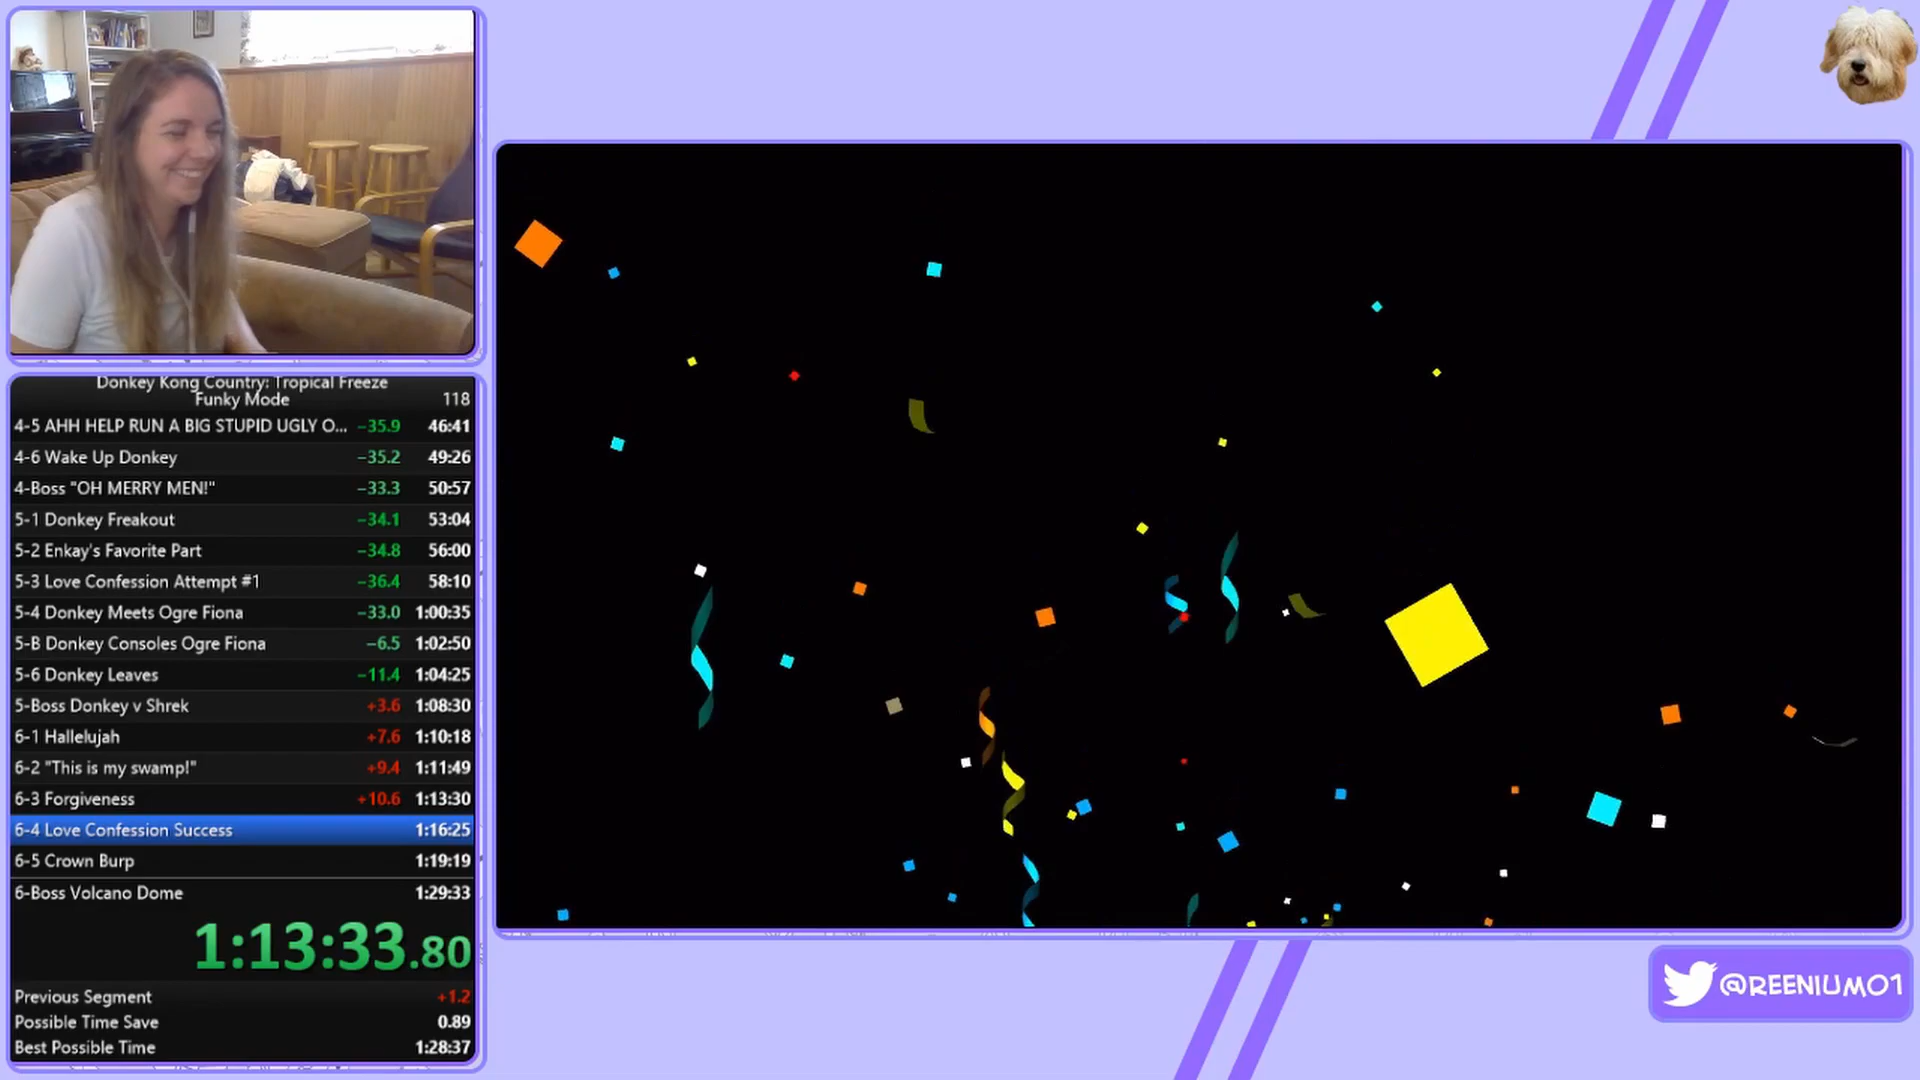 Donkey Kong Country: Tropical Freeze
Funky Mode 118
4-5 AHH HELP RUN A BIG STUPID UGLY O... −35.9 46:41
4-6 Wake Up Donkey −35.2 49:26
4-Boss "OH MERRY MEN!" −33.3 50:57
5-1 Donkey Freakout −34.1 53:04
5-2 Enkay's Favorite Part −34.8 56:00
5-3 Love Confession Attempt #1 −36.4 58:10
5-4 Donkey Meets Ogre Fiona −33.0 1:00:35
5-B Donkey Consoles Ogre Fiona −6.5 1:02:50
5-6 Donkey Leaves −11.4 1:04:25
5-Boss Donkey v Shrek +3.6 1:08:30
6-1 Hallelujah +7.6 1:10:18
6-2 "This is my swamp!" +9.4 1:11:49
6-3 Forgiveness +10.6 1:13:30
6-4 Love Confession Success 1:16:25
6-5 Crown Burp 1:19:19
6-Boss Volcano Dome 1:29:33
1:13:33.80
Previous Segment +1.2
Possible Time Save 0.89
Best Possible Time 1:28:37
@REENIUM01